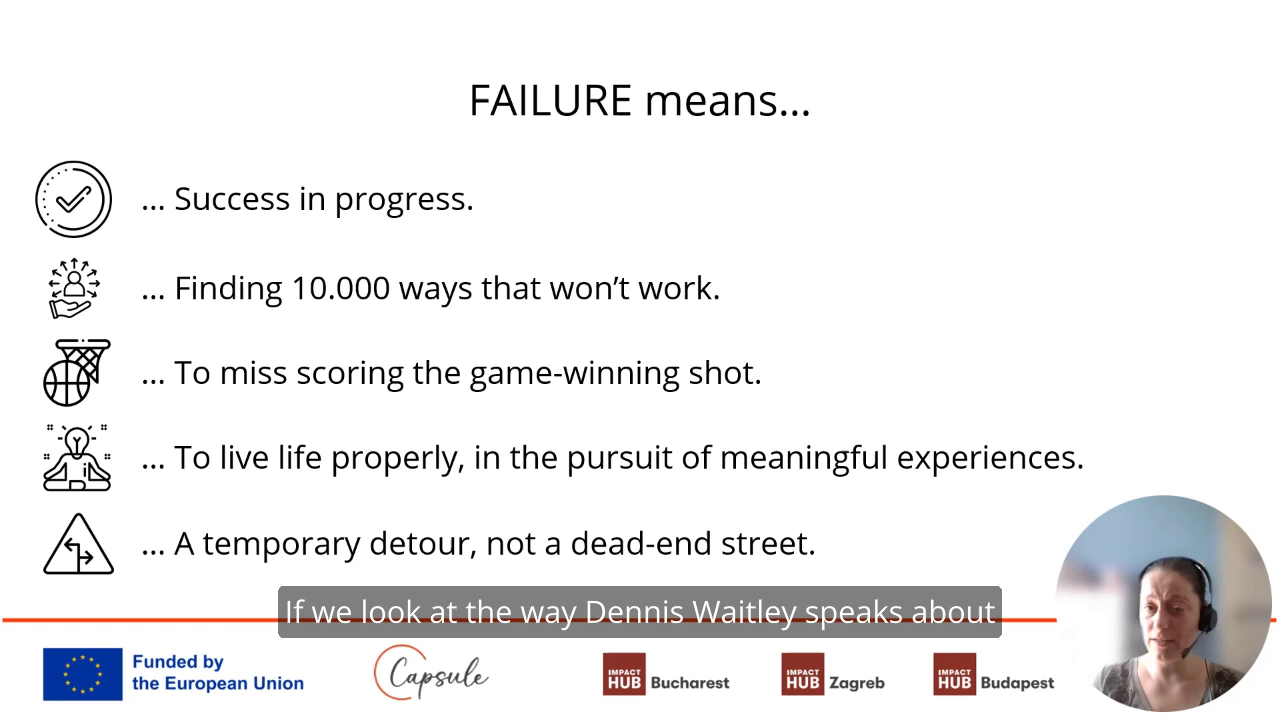 FAILURE means...
... Success in progress.
... Finding 10.000 ways that won’t work.
... To miss scoring the game-winning shot.
... To live life properly, in the pursuit of meaningful experiences.
... A temporary detour, not a dead-end street.
If we look at the way Dennis Waitley speaks about
Funded by
the European Union
Capsule
IMPACT
HUB Bucharest
IMPACT
HUB Zagreb
IMPACT
HUB Budapest